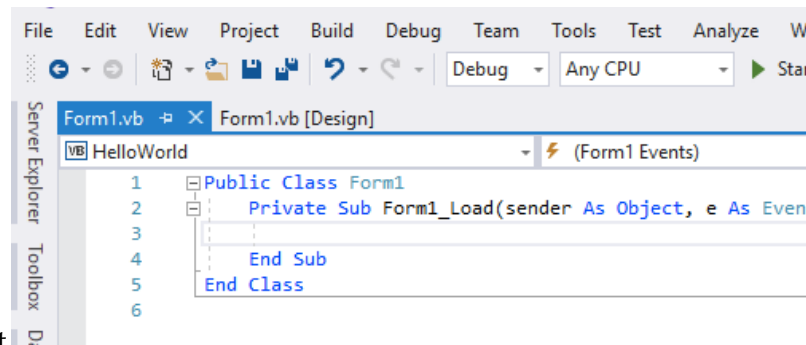 File Edit View Project Build Debug Team Tools Test Analyze W
Debug Any CPU Star
Server Explorer
Toolbox
Form1.vb Form1.vb [Design]
VB HelloWorld (Form1 Events)
1 Public Class Form1
2 Private Sub Form1_Load(sender As Object, e As Even
3
4 End Sub
5 End Class
6